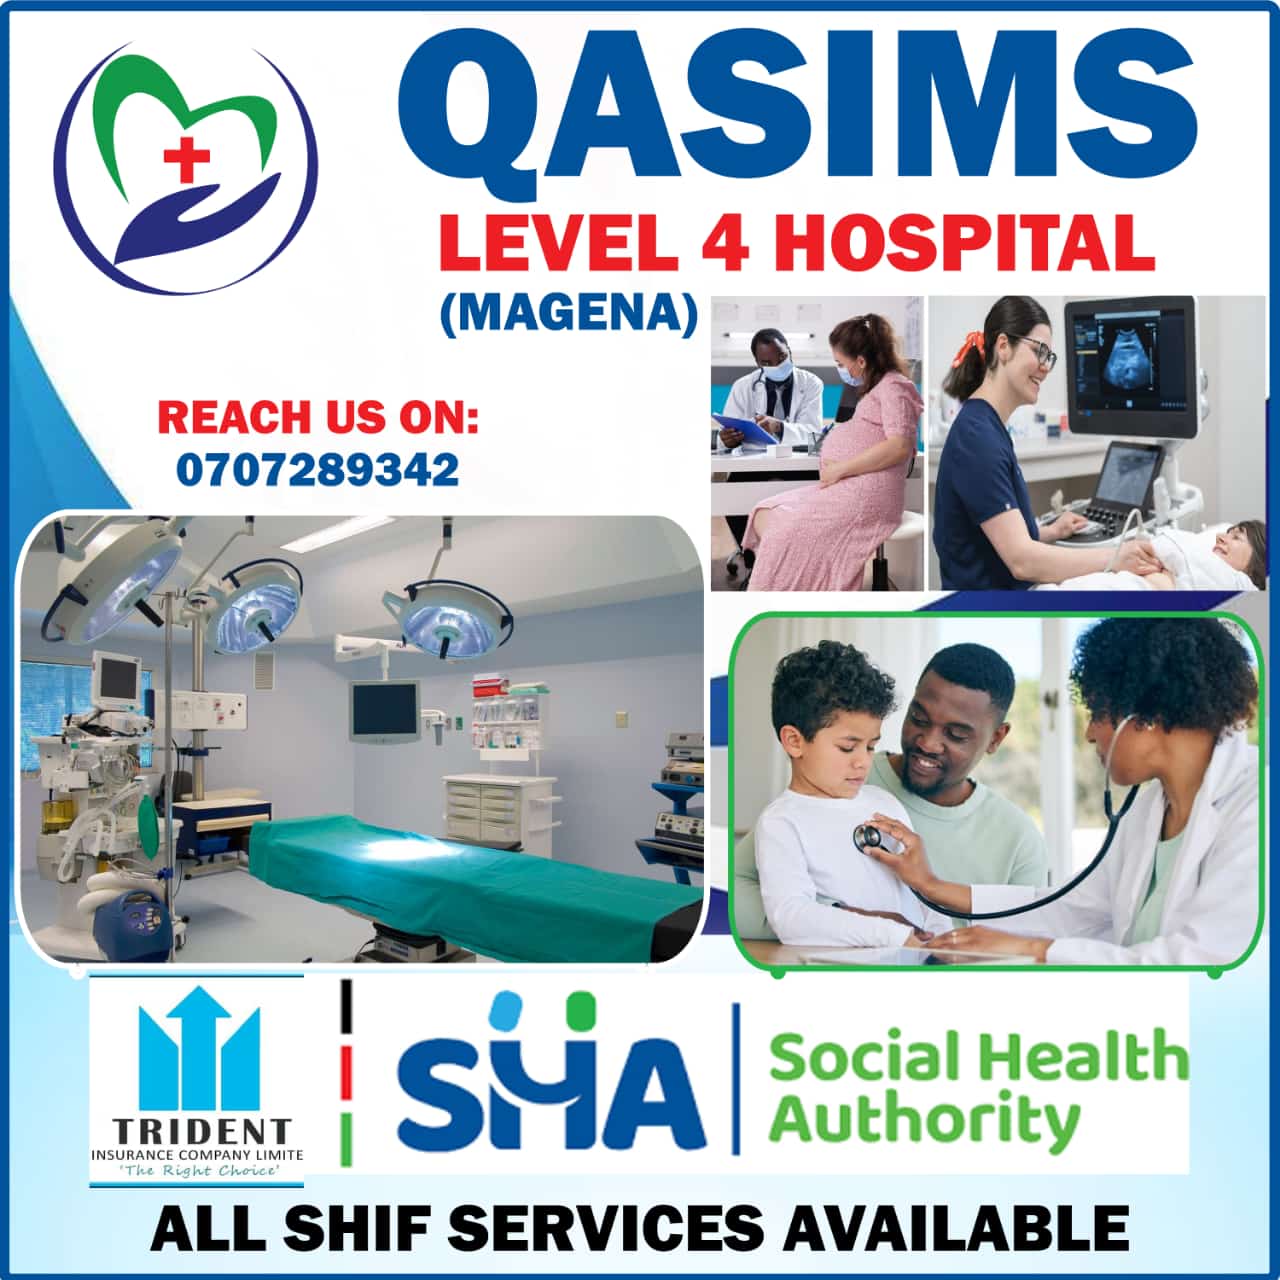 QASIMS
LEVEL 4 HOSPITAL
(MAGENA)
REACH US ON:
0707289342
TRIDENT
INSURANCE COMPANY LIMITE
'The Right Choice'
SHA
Social Health
Authority
ALL SHIF SERVICES AVAILABLE